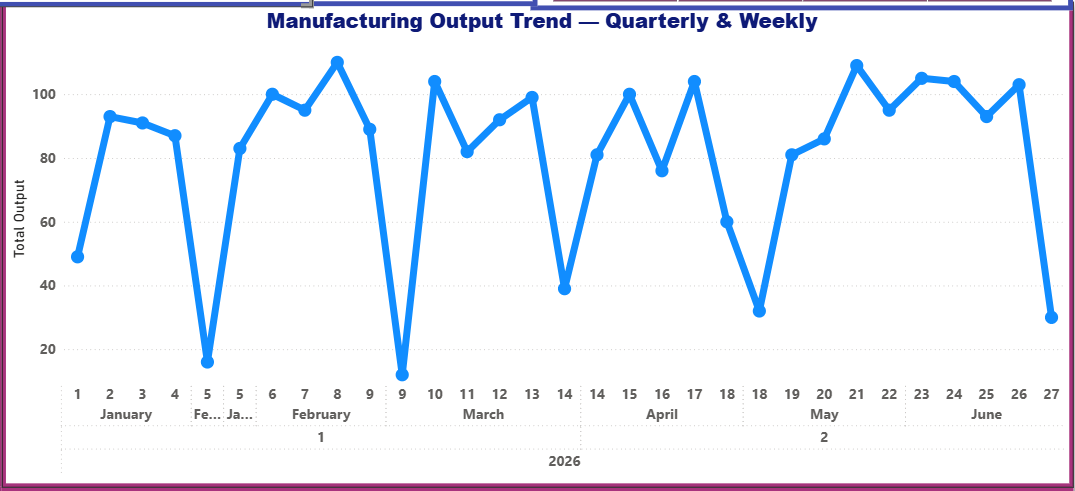 Manufacturing Output Trend — Quarterly & Weekly
100
80
60
40
20
Total Output
1 2 3 4 5 5 6 7 8 9 9 10 11 12 13 14 14 15 16 17 18 18 19 20 21 22 23 24 25 26 27
January Fe... Ja... February March April May June
1 2
2026